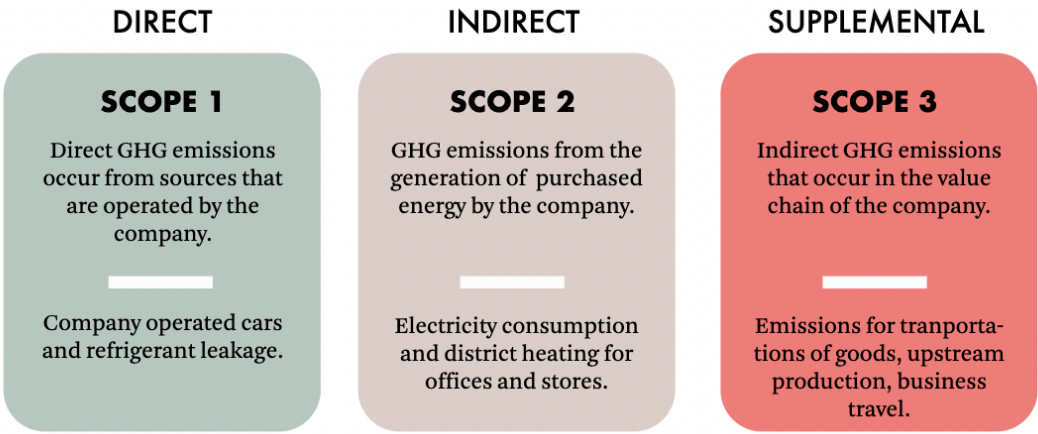 DIRECT
SCOPE 1
Direct GHG emissions
occur from sources that
are operated by the
company.
Company operated cars
and refrigerant leakage.
INDIRECT
SCOPE 2
GHG emissions from the
generation of purchased
energy by the company.
Electricity consumption
and district heating for
offices and stores.
SUPPLEMENTAL
SCOPE 3
Indirect GHG emissions
that occur in the value
chain of the company.
Emissions for tranporta-
tions of goods, upstream
production, business
travel.